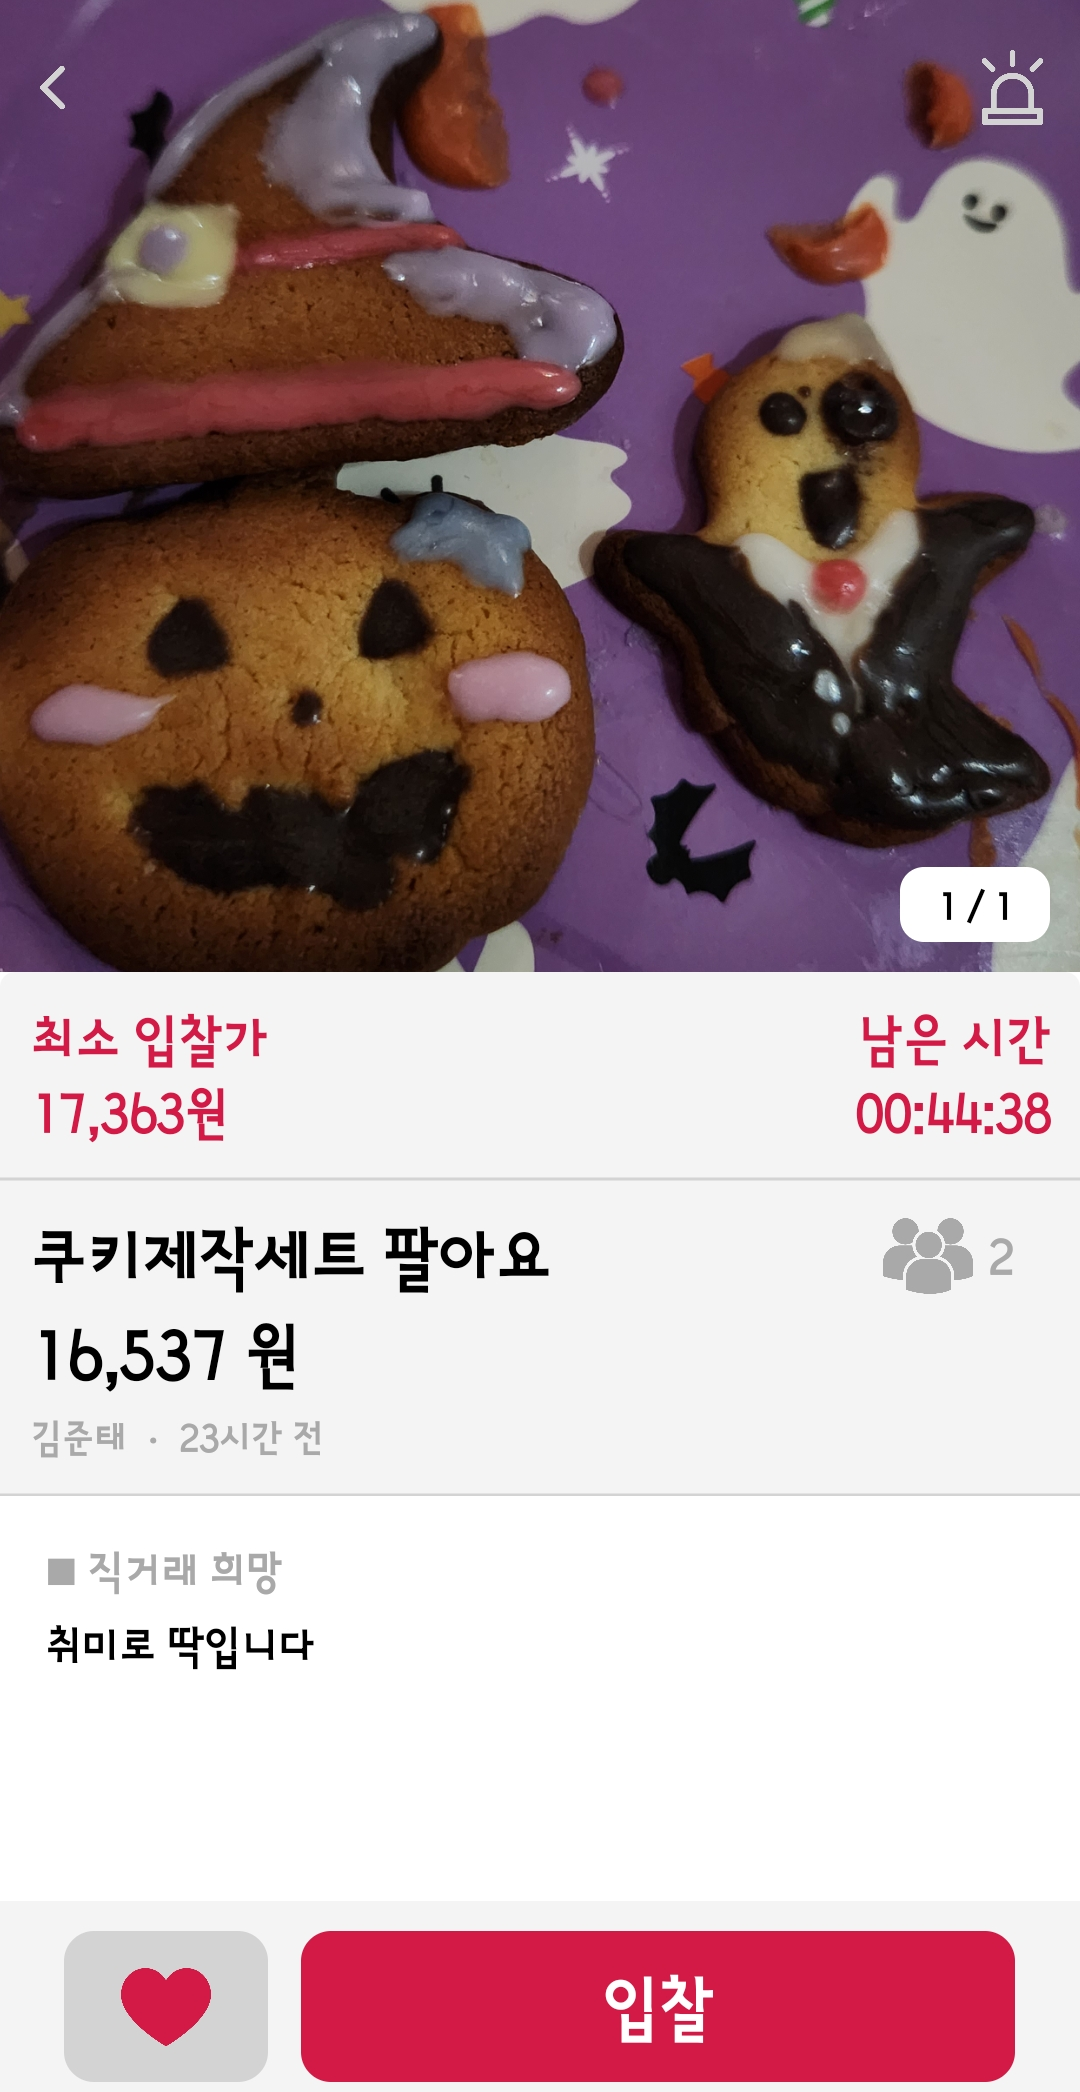 1 / 1
최소 입찰가
남은 시간
17,363원
00:44:38
쿠키제작세트 팔아요
2
16,537 원
김준태 · 23시간 전
■ 직거래 희망
취미로 딱입니다
입찰